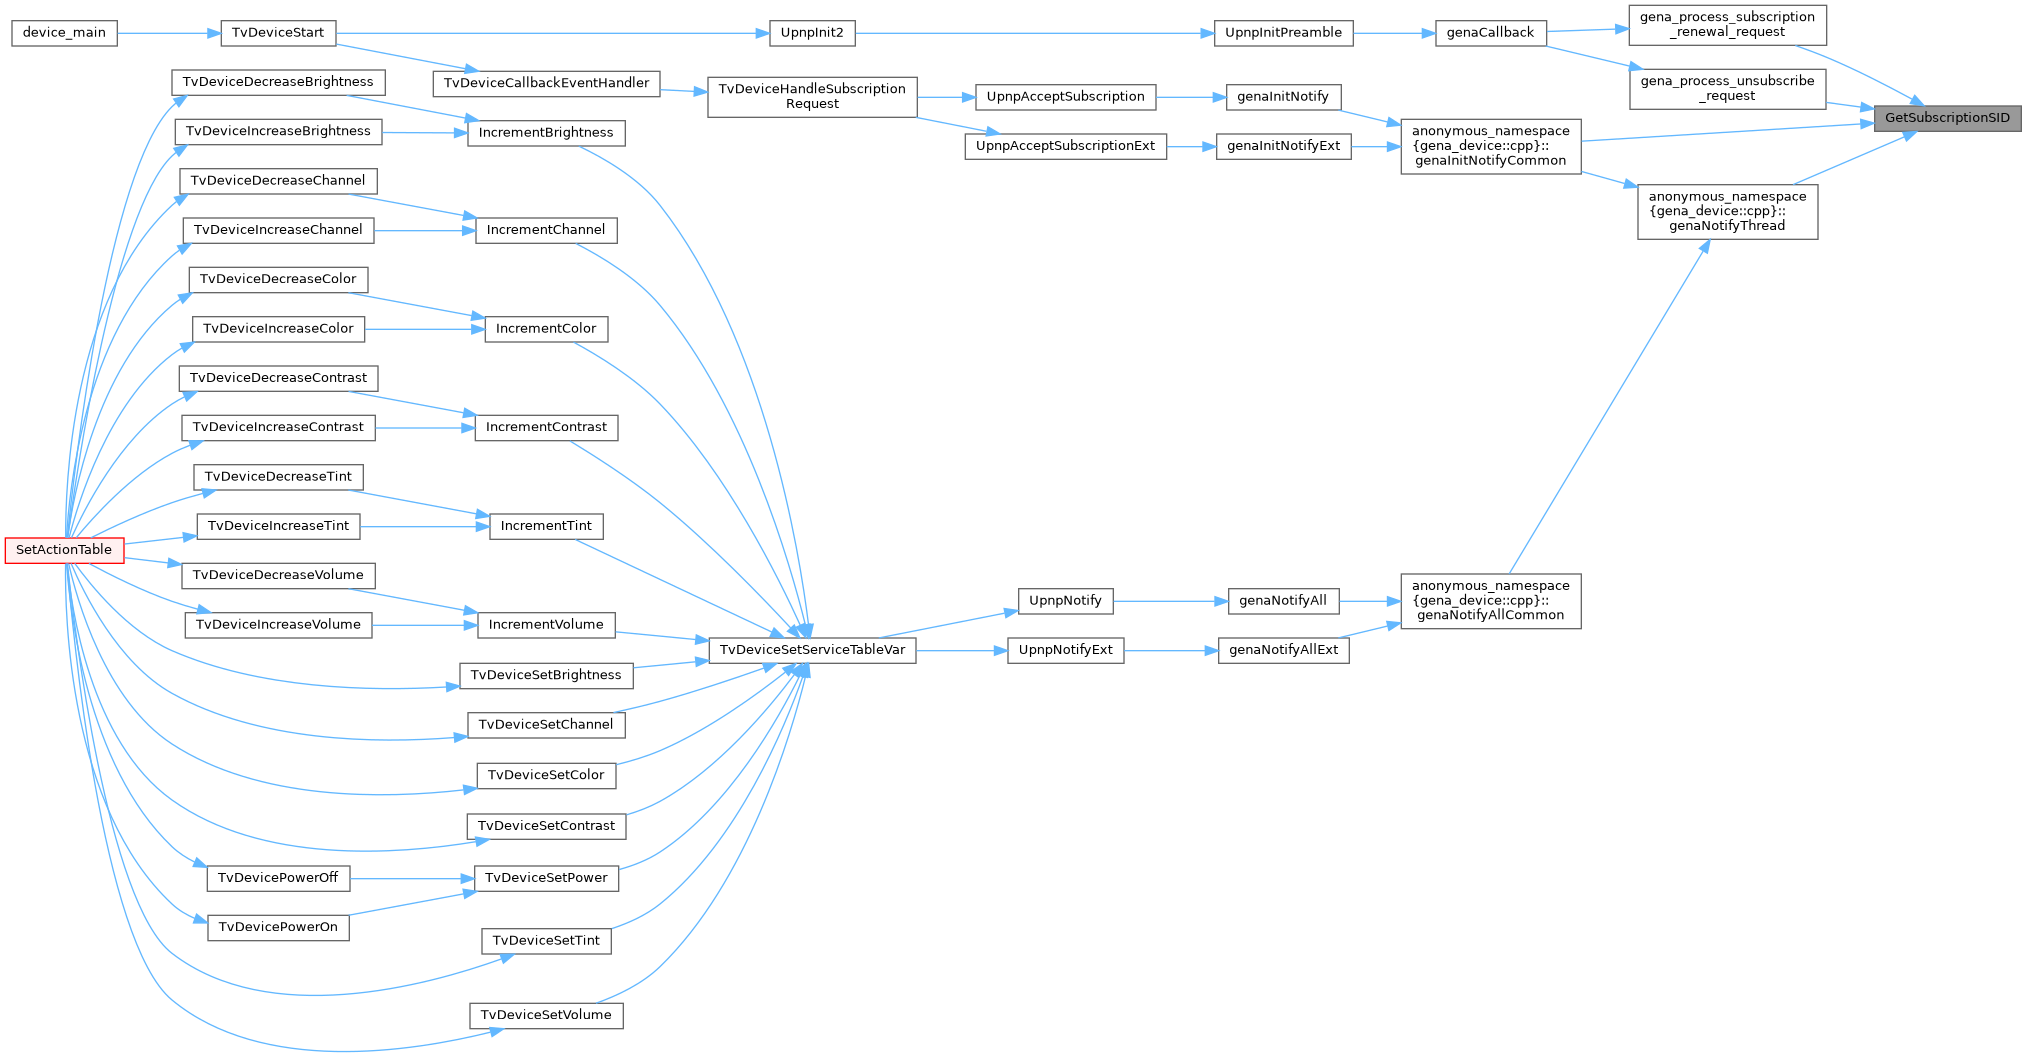 device_main
TvDeviceStart
UpnpInit2
UpnpInitPreamble
genaCallback
gena_process_subscription
_renewal_request
TvDeviceDecreaseBrightness
TvDeviceCallbackEventHandler
TvDeviceHandleSubscription
Request
UpnpAcceptSubscription
genaInitNotify
gena_process_unsubscribe
_request
GetSubscriptionSID
TvDeviceIncreaseBrightness
IncrementBrightness
UpnpAcceptSubscriptionExt
genaInitNotifyExt
anonymous_namespace
{gena_device::cpp}::
genaInitNotifyCommon
TvDeviceDecreaseChannel
anonymous_namespace
{gena_device::cpp}::
genaNotifyThread
TvDeviceIncreaseChannel
IncrementChannel
TvDeviceDecreaseColor
TvDeviceIncreaseColor
IncrementColor
TvDeviceDecreaseContrast
TvDeviceIncreaseContrast
IncrementContrast
TvDeviceDecreaseTint
TvDeviceIncreaseTint
IncrementTint
SetActionTable
TvDeviceDecreaseVolume
TvDeviceIncreaseVolume
IncrementVolume
UpnpNotify
genaNotifyAll
anonymous_namespace
{gena_device::cpp}::
genaNotifyAllCommon
TvDeviceSetServiceTableVar
UpnpNotifyExt
genaNotifyAllExt
TvDeviceSetBrightness
TvDeviceSetChannel
TvDeviceSetColor
TvDeviceSetContrast
TvDevicePowerOff
TvDeviceSetPower
TvDevicePowerOn
TvDeviceSetTint
TvDeviceSetVolume